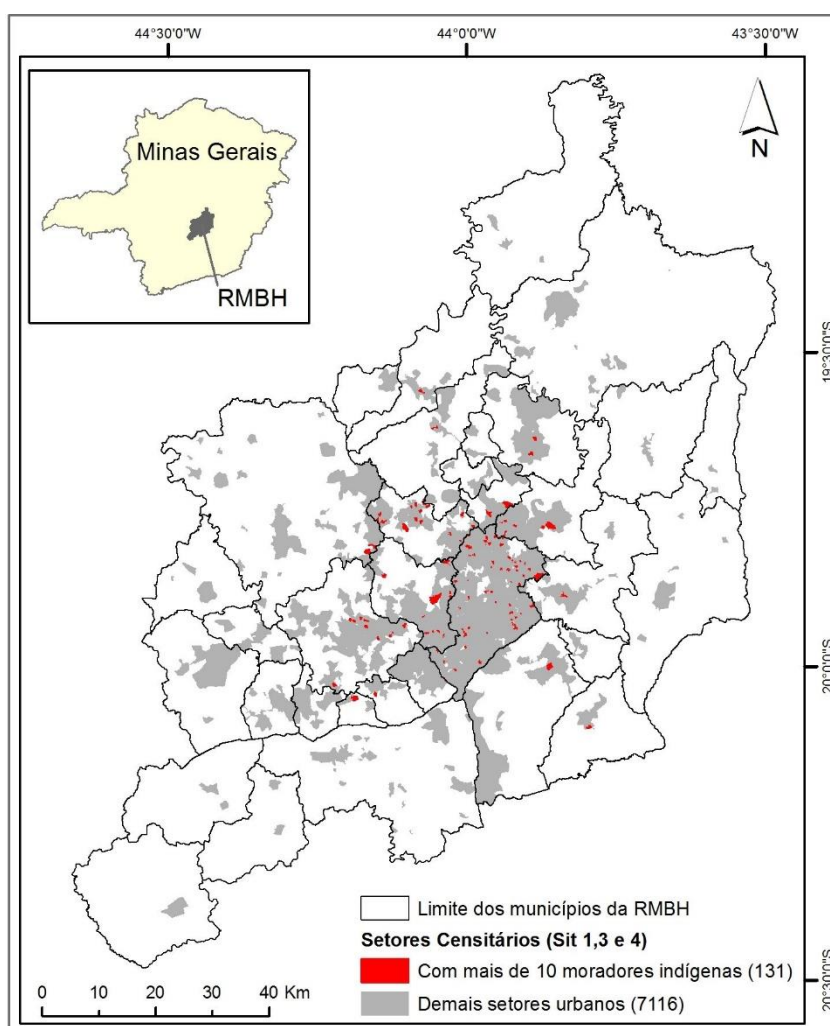 44°30'0"W 44°0'0"W 43°30'0"W
Minas Gerais
RMBH
N
19°30'0"S
20°0'0"S
20°30'0"S
Limite dos municípios da RMBH
Setores Censitários (Sit 1,3 e 4)
Com mais de 10 moradores indígenas (131)
Demais setores urbanos (7116)
0 10 20 30 40 Km